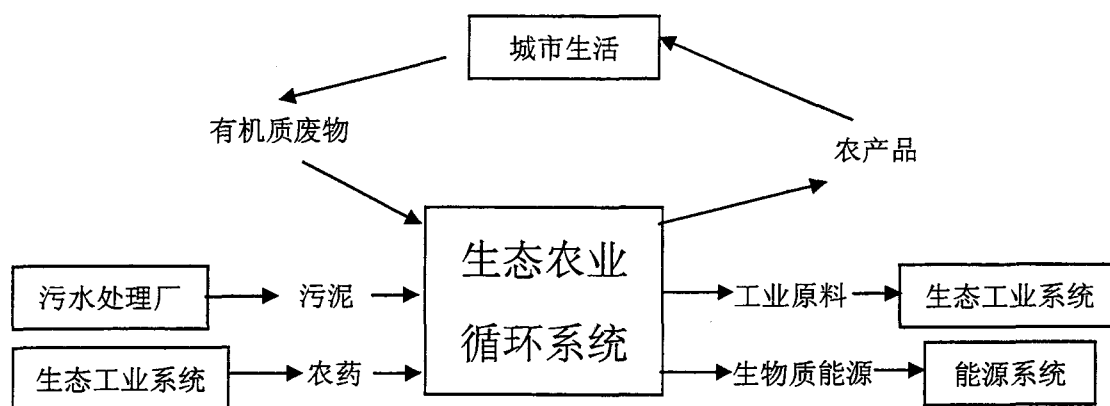 城市生活
有机质废物
农产品
生态农业
循环系统
污水处理厂
污泥
工业原料
生态工业系统
生态工业系统
农药
生物质能源
能源系统